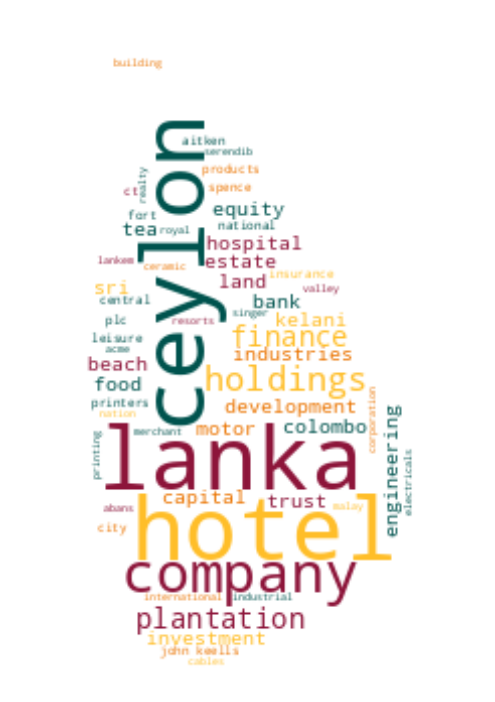 building
ceylon
aitken
serendib
products
realty
ct
spence
fort
equity
tea
royal
national
hospital
lankem
ceramic
estate
insurance
sri
land
valley
central
bank
plc
resorts
singer
kelani
leisure
finance
acme
industries
beach
food
holdings
printers
nation
development
corporation
merchant
motor
colombo
printing
lanka
engineering
electricals
capital
trust
abans
malay
city
hotel
company
international
industrial
plantation
investment
john keells
cables